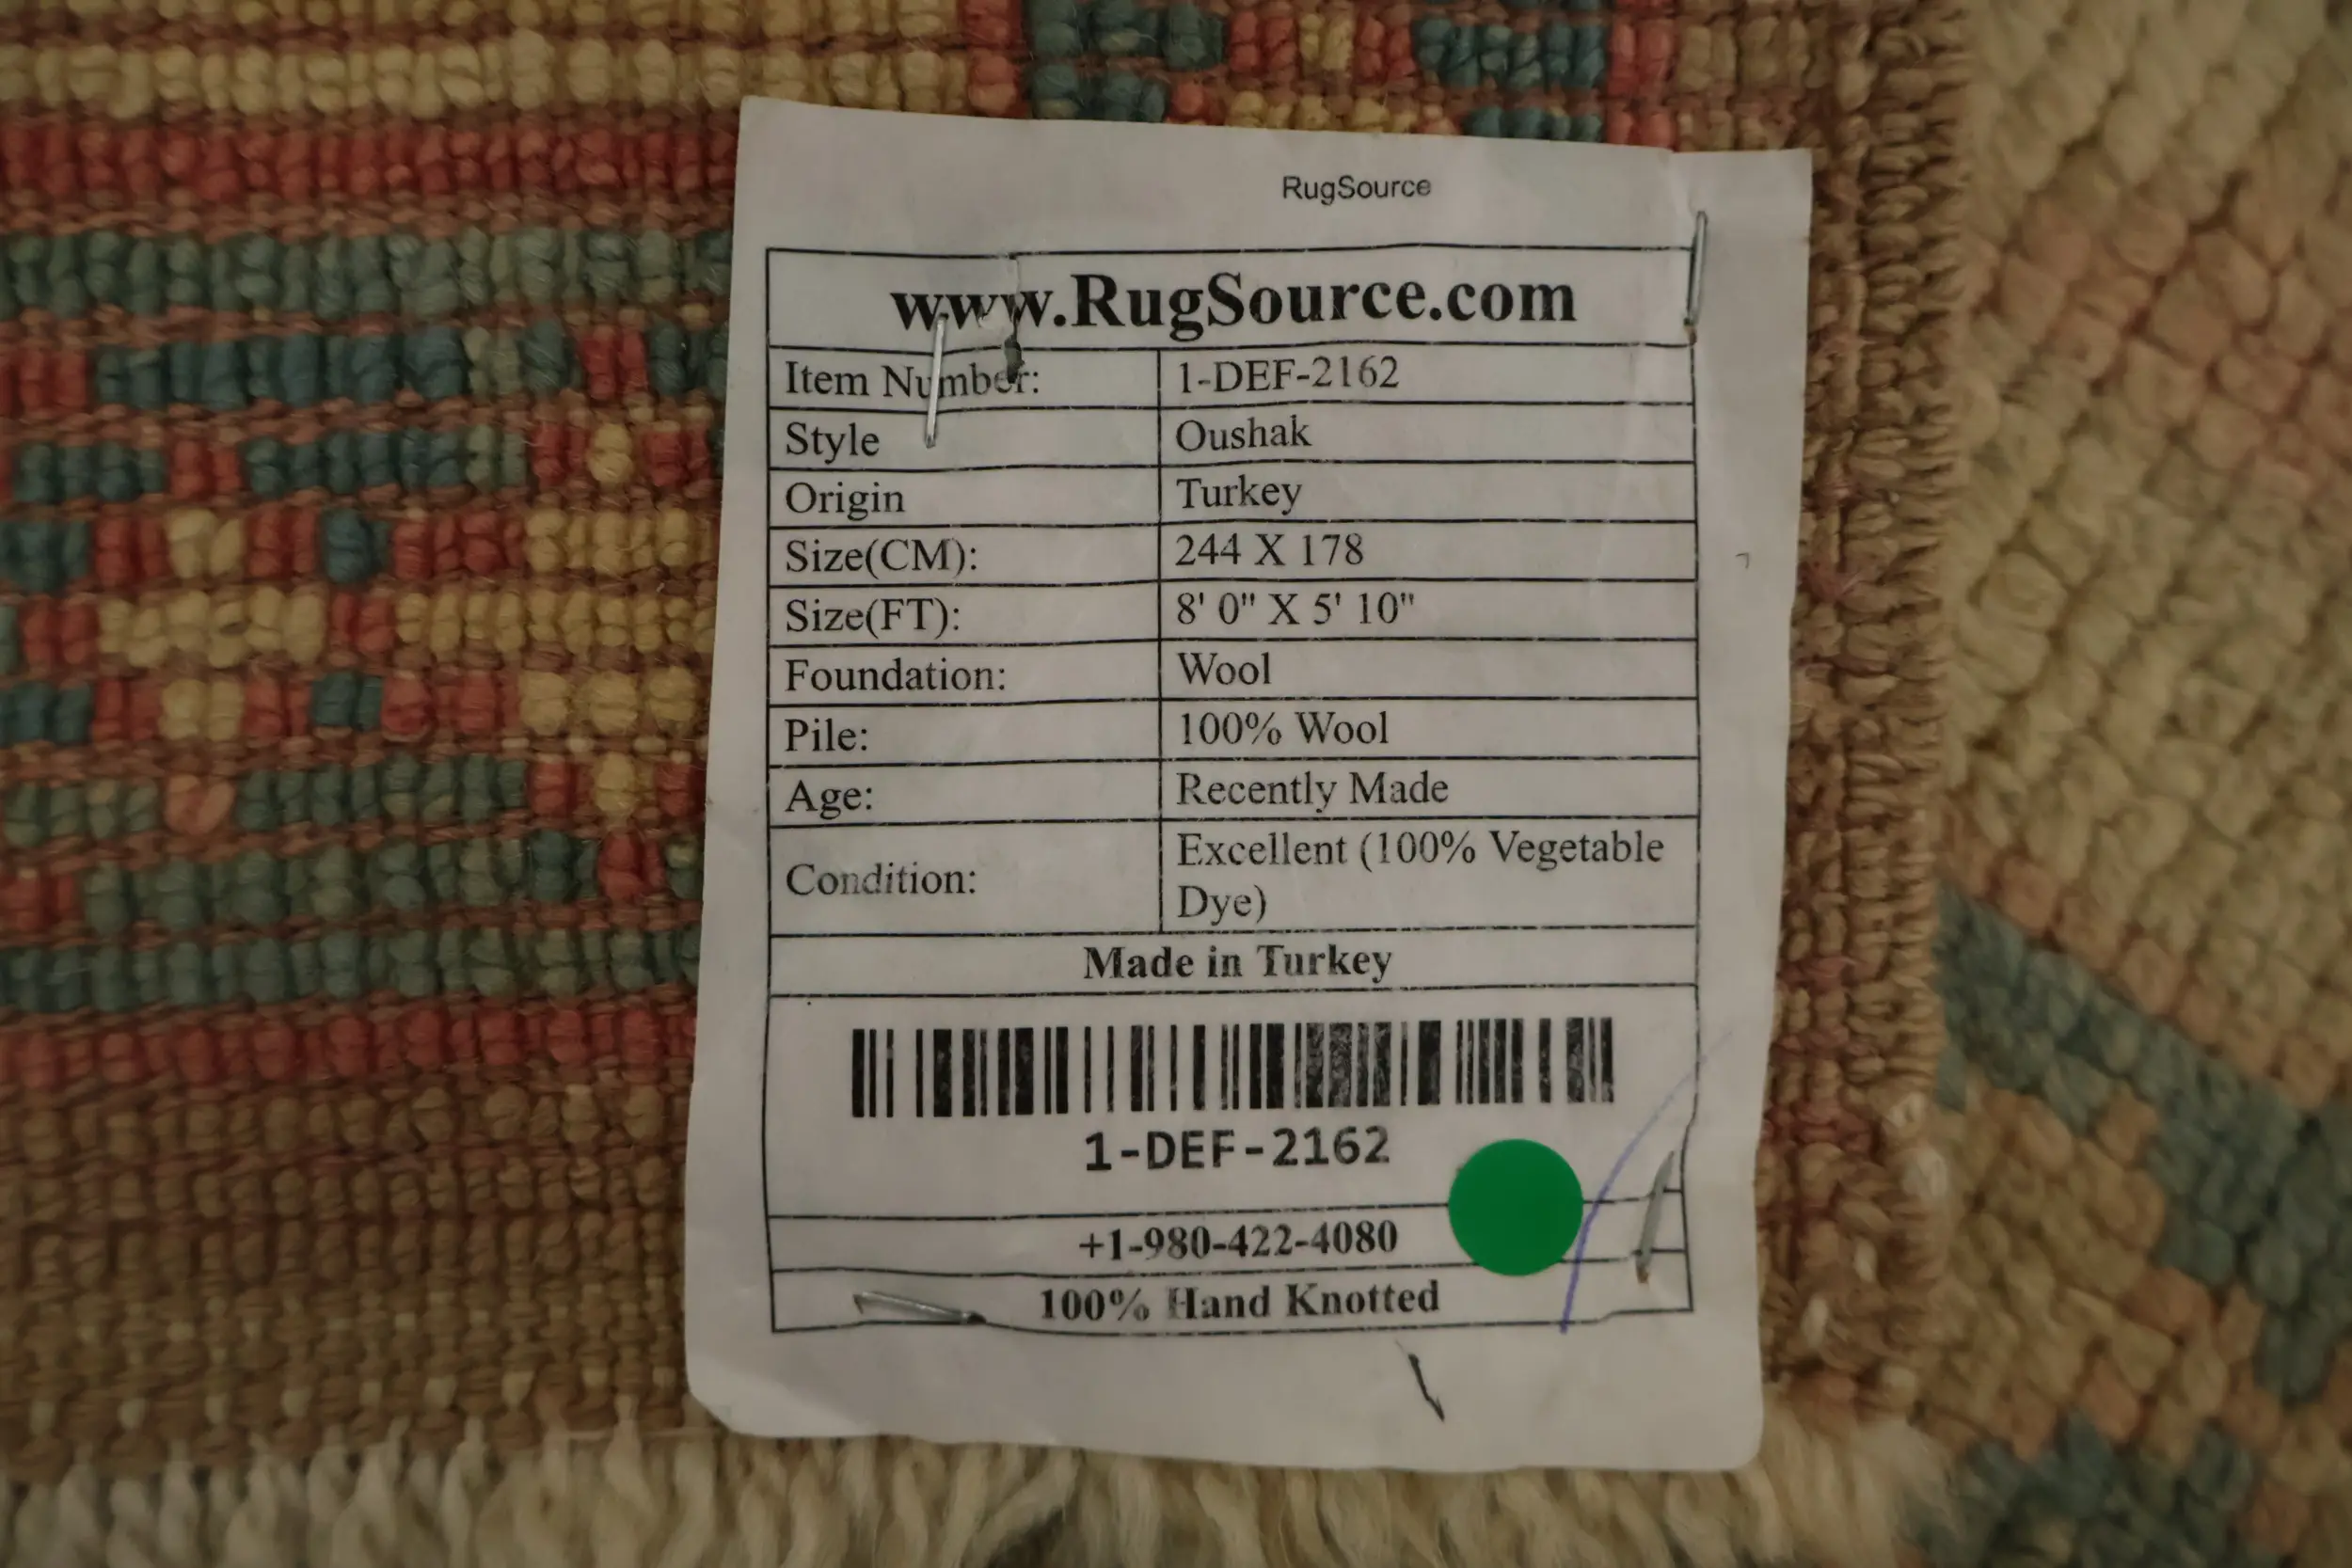 RugSource
www.RugSource.com
Item Number: 1-DEF-2162
Style Oushak
Origin Turkey
Size(CM): 244 X 178
Size(FT): 8' 0" X 5' 10"
Foundation: Wool
Pile: 100% Wool
Age: Recently Made
Condition: Excellent (100% Vegetable
Dye)
Made in Turkey
1-DEF-2162
+1-980-422-4080
100% Hand Knotted